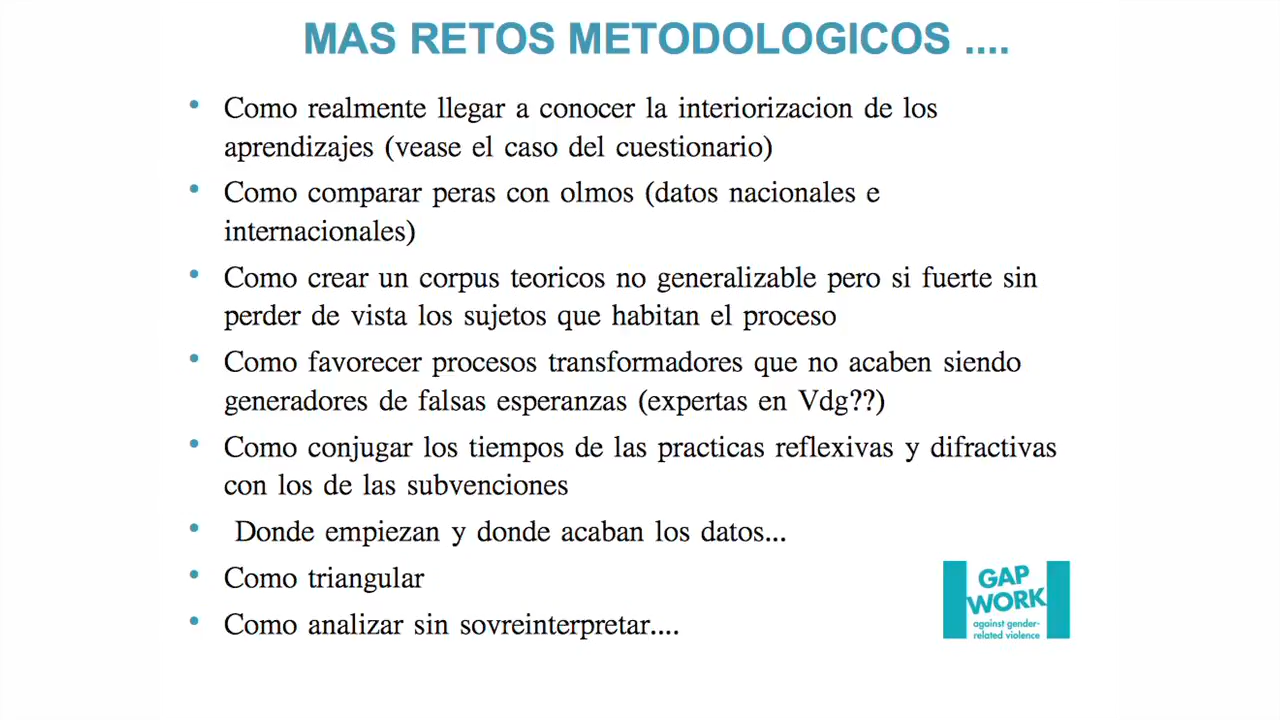 MAS RETOS METODOLOGICOS ....
• Como realmente llegar a conocer la interiorizacion de los
aprendizajes (vease el caso del cuestionario)
• Como comparar peras con olmos (datos nacionales e
internacionales)
• Como crear un corpus teoricos no generalizable pero si fuerte sin
perder de vista los sujetos que habitan el proceso
• Como favorecer procesos transformadores que no acaben siendo
generadores de falsas esperanzas (expertas en Vdg??)
• Como conjugar los tiempos de las practicas reflexivas y difractivas
con los de las subvenciones
• Donde empiezan y donde acaban los datos...
• Como triangular
• Como analizar sin sovreinterpretar....
GAP
WORK
against gender-
related violence